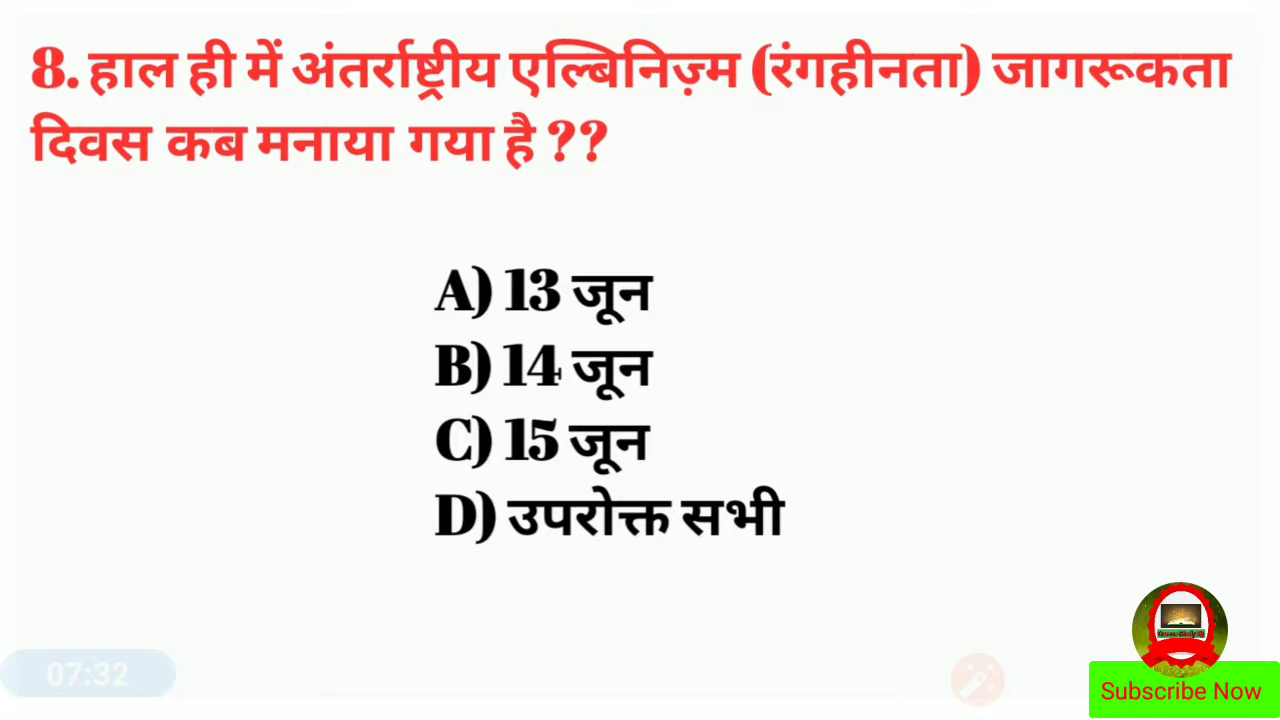 8. हाल ही में अंतर्राष्ट्रीय एल्बिनिज़्म (रंगहीनता) जागरूकता
दिवस कब मनाया गया है ??
A) 13 जून
B) 14 जून
C) 15 जून
D) उपरोक्त सभी
07:32
Subscribe Now